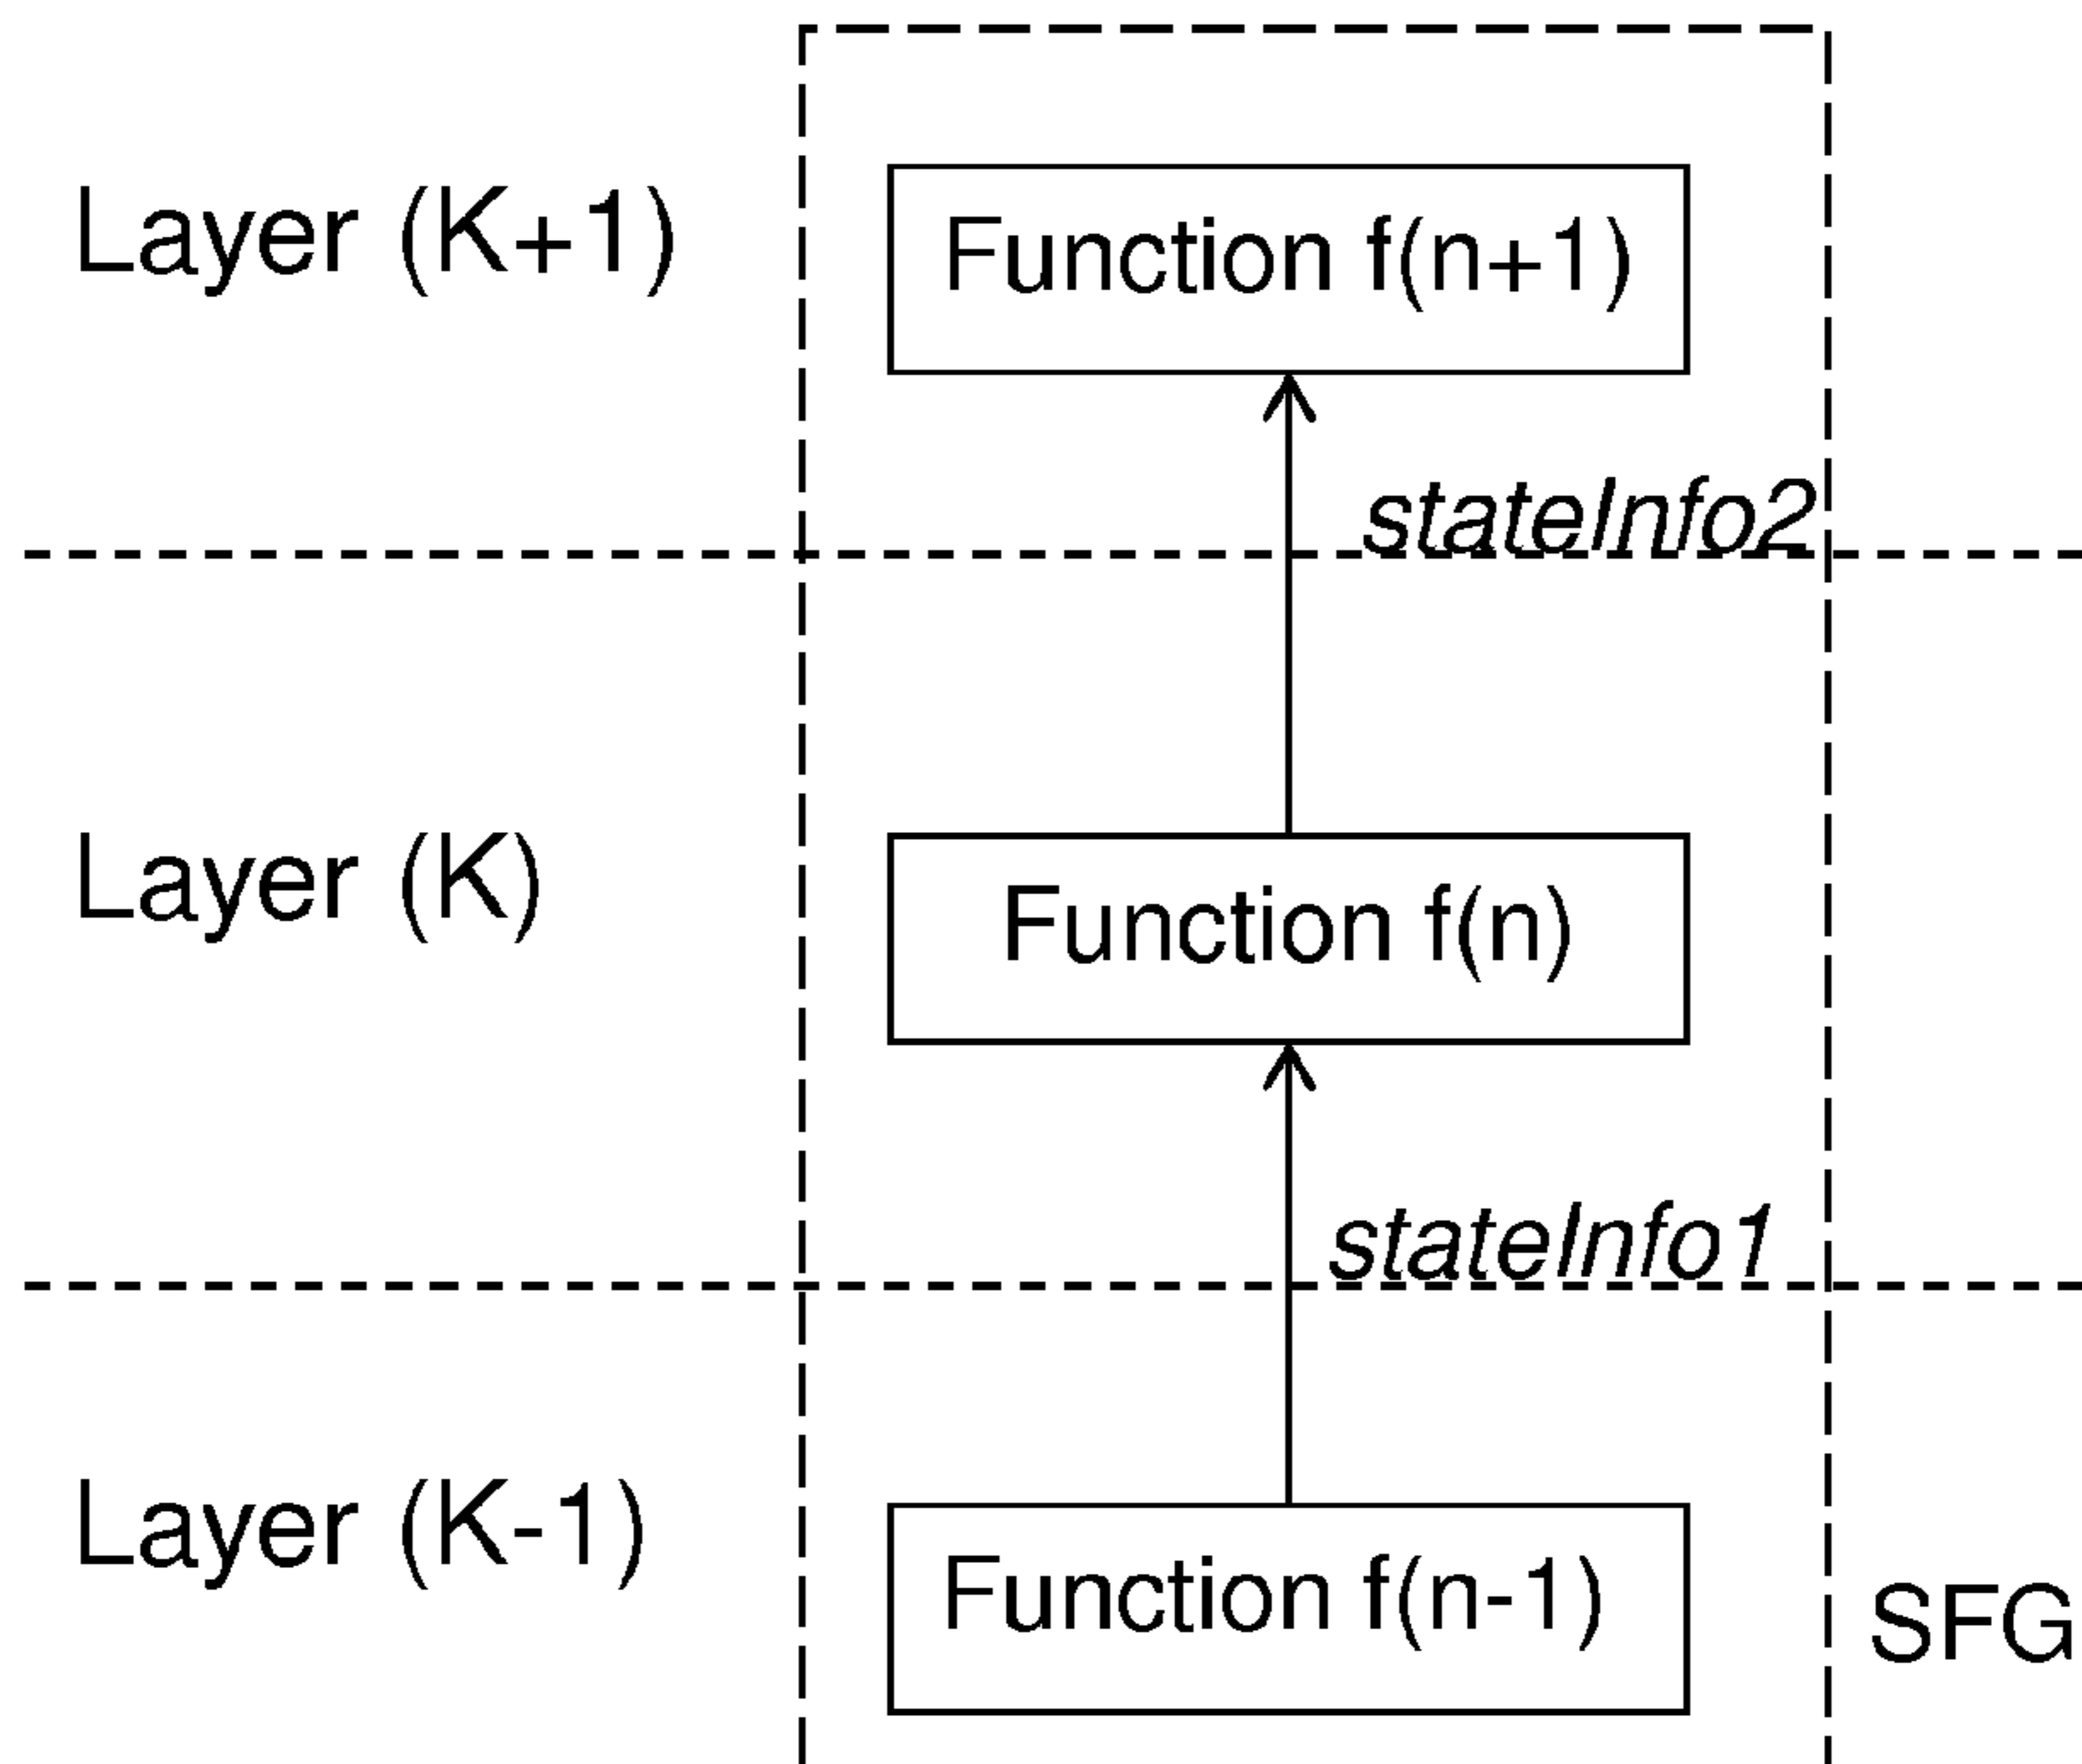 Layer (K+1)
Function f(n+1)
stateInfo2
Layer (K)
Function f(n)
stateInfo1
Layer (K-1)
Function f(n-1)
SFG